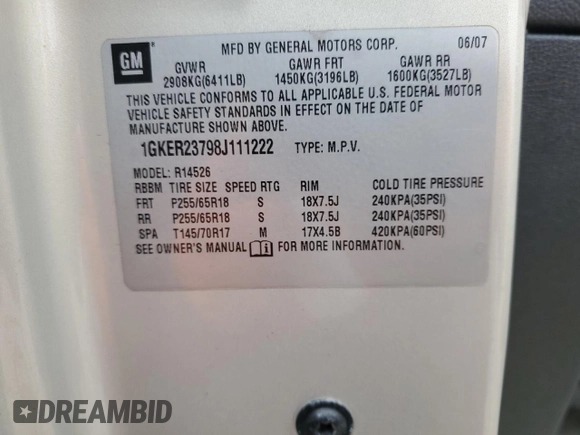 GM
MFD BY GENERAL MOTORS CORP. 06/07
GVWR GAWR FRT GAWR RR
2908KG(6411LB) 1450KG(3196LB) 1600KG(3527LB)
THIS VEHICLE CONFORMS TO ALL APPLICABLE U.S. FEDERAL MOTOR
VEHICLE SAFETY STANDARDS IN EFFECT ON THE DATE OF
MANUFACTURE SHOWN ABOVE.
1GKER23798J111222 TYPE: M.P.V.
MODEL: R14526
RBBM TIRE SIZE SPEED RTG RIM COLD TIRE PRESSURE
FRT P255/65R18 S 18X7.5J 240KPA(35PSI)
RR P255/65R18 S 18X7.5J 240KPA(35PSI)
SPA T145/70R17 M 17X4.5B 420KPA(60PSI)
SEE OWNER'S MANUAL FOR ADDITIONAL INFORMATION.
DREAMBID